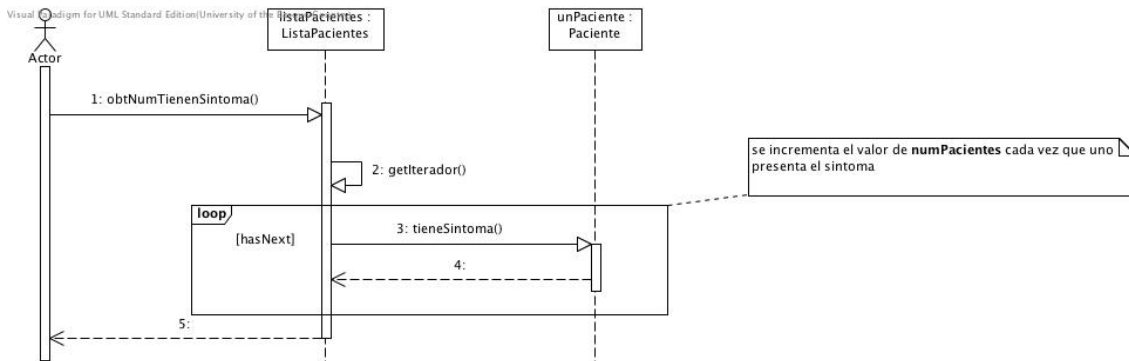 Visual Paradigm for UML Standard Edition(University of the
listaPacientes :
ListaPacientes
unPaciente :
Paciente
Actor
1: obtNumTienenSintoma()
se incrementa el valor de numPacientes cada vez que uno
presenta el sintoma
2: getIterador()
loop
[hasNext]
3: tieneSintoma()
4:
5: